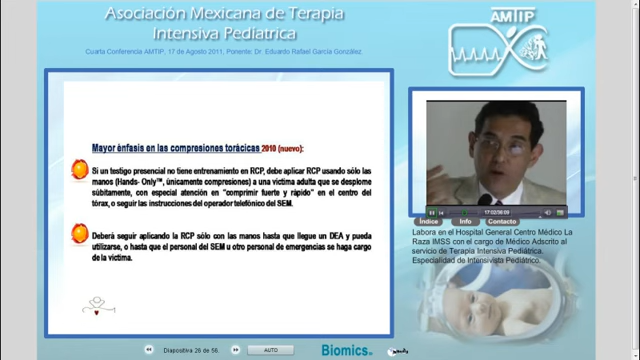 Asociación Mexicana de Terapia
Intensiva Pediatrica
Cuarta Conferencia AMTIP, 17 de Agosto 2011, Ponente: Dr. Eduardo Rafael García González.
AMTIP
Mayor énfasis en las compresiones torácicas 2010 (nuevo):
Si un testigo presencial no tiene entrenamiento en RCP, debe aplicar RCP usando sólo las
manos (Hands- Only™, únicamente compresiones) a una víctima adulta que se desplome
súbitamente, con especial atención en "comprimir fuerte y rápido" en el centro del
tórax, o seguir las instrucciones del operador telefónico del SEM.
Deberá seguir aplicando la RCP sólo con las manos hasta que llegue un DEA y pueda
utilizarse, o hasta que el personal del SEM u otro personal de emergencias se haga cargo
de la víctima.
17:02/56:09
Índice Info Contacto
Labora en el Hospital General Centro Médico La
Raza IMSS con el cargo de Médico Adscrito al
servicio de Terapia Intensiva Pediátrica.
Especialidad de Intensivista Pediátrico.
Diapositiva 26 de 56.
AUTO
Biomics